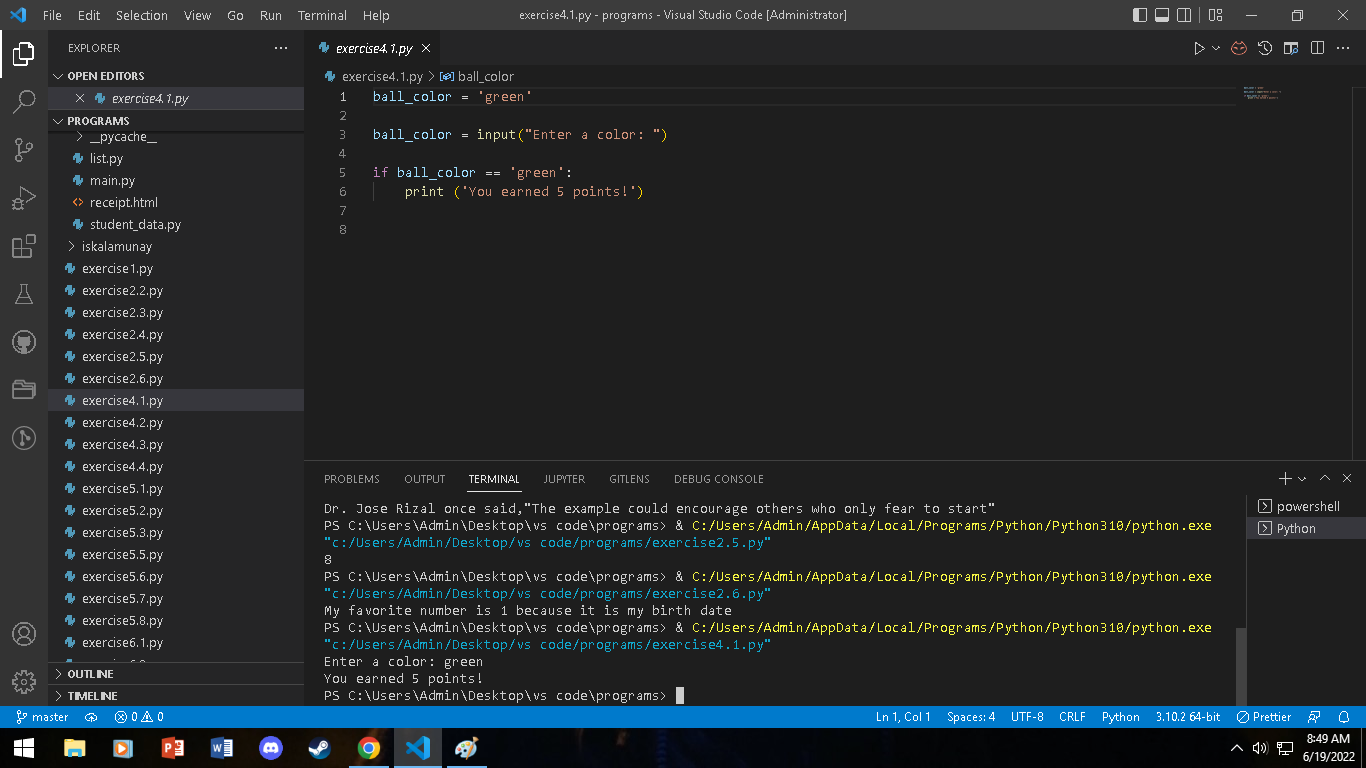 File Edit Selection View Go Run Terminal Help exercise4.1.py - programs - Visual Studio Code [Administrator]
EXPLORER
OPEN EDITORS
exercise4.1.py
PROGRAMS
__pycache__
list.py
main.py
receipt.html
student_data.py
iskalamunay
exercise1.py
exercise2.2.py
exercise2.3.py
exercise2.4.py
exercise2.5.py
exercise2.6.py
exercise4.1.py
exercise4.2.py
exercise4.3.py
exercise4.4.py
exercise5.1.py
exercise5.2.py
exercise5.3.py
exercise5.5.py
exercise5.6.py
exercise5.7.py
exercise5.8.py
exercise6.1.py
OUTLINE
TIMELINE
exercise4.1.py
exercise4.1.py > ball_color
1 ball_color = 'green'
2
3 ball_color = input("Enter a color: ")
4
5 if ball_color == 'green':
6 print ('You earned 5 points!')
7
8
PROBLEMS OUTPUT TERMINAL JUPYTER GITLENS DEBUG CONSOLE
Dr. Jose Rizal once said,"The example could encourage others who only fear to start"
PS C:\Users\Admin\Desktop\vs code\programs> & C:/Users/Admin/AppData/Local/Programs/Python/Python310/python.exe
"c:/Users/Admin/Desktop/vs code/programs/exercise2.5.py"
8
PS C:\Users\Admin\Desktop\vs code\programs> & C:/Users/Admin/AppData/Local/Programs/Python/Python310/python.exe
"c:/Users/Admin/Desktop/vs code/programs/exercise2.6.py"
My favorite number is 1 because it is my birth date
PS C:\Users\Admin\Desktop\vs code\programs> & C:/Users/Admin/AppData/Local/Programs/Python/Python310/python.exe
"c:/Users/Admin/Desktop/vs code/programs/exercise4.1.py"
Enter a color: green
You earned 5 points!
PS C:\Users\Admin\Desktop\vs code\programs>
powershell
Python
master 0 0 Ln 1, Col 1 Spaces: 4 UTF-8 CRLF Python 3.10.2 64-bit Prettier
8:49 AM
6/19/2022